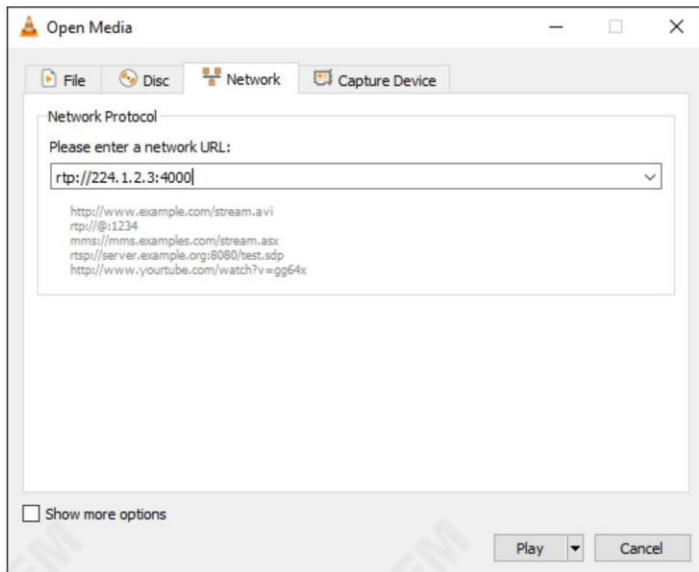 Open Media
File Disc Network Capture Device
Network Protocol
Please enter a network URL:
rtp://224.1.2.3:4000
http://www.example.com/stream.avi
rtp://@:1234
mms://mms.examples.com/stream.asx
rtsp://server.example.org:8080/test.sdp
http://www.yourtube.com/watch?v=gg64x
Show more options
Play Cancel